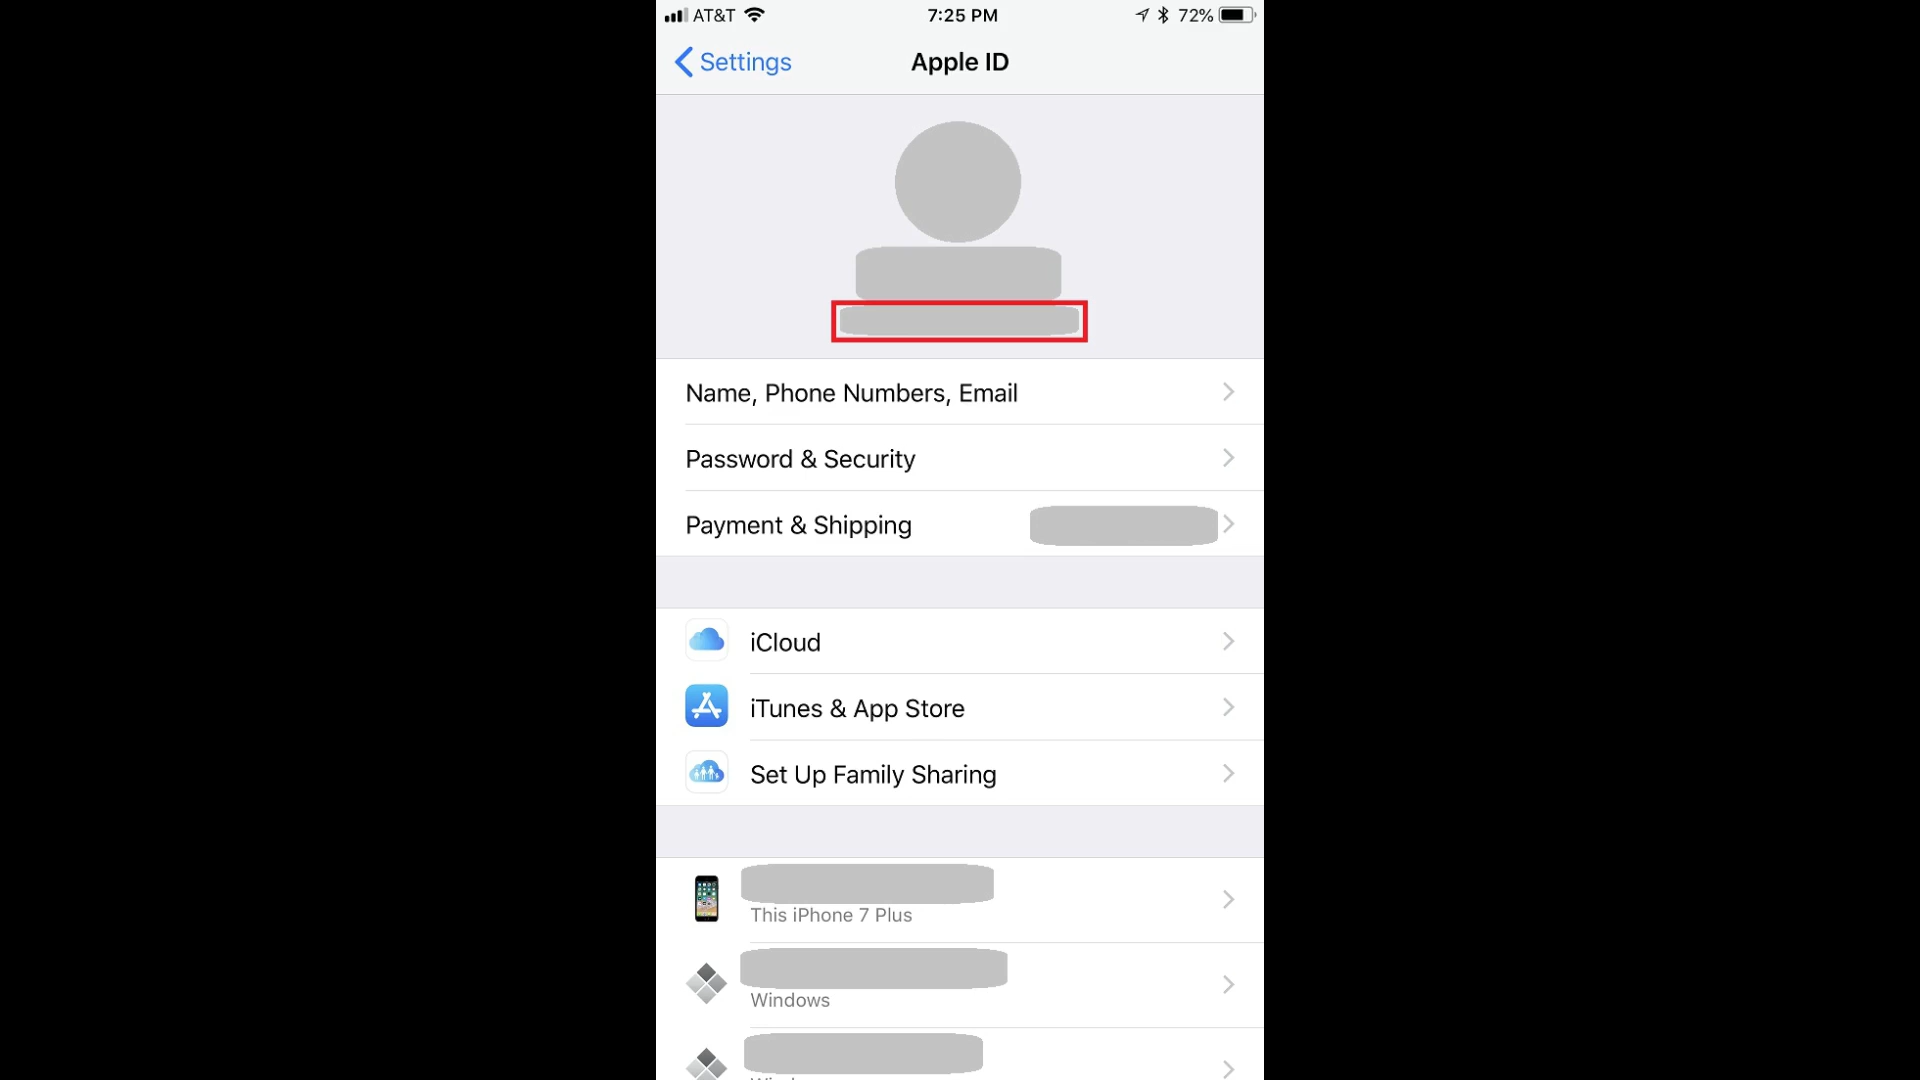 AT&T 7:25 PM 72%
Settings Apple ID
Name, Phone Numbers, Email
Password & Security
Payment & Shipping
iCloud
iTunes & App Store
Set Up Family Sharing
This iPhone 7 Plus
Windows